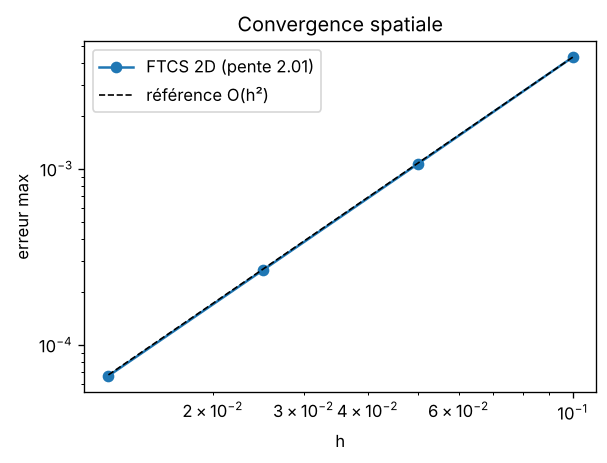 Convergence spatiale
FTCS 2D (pente 2.01)
référence O(h²)
erreur max
10⁻³
10⁻⁴
2 × 10⁻²
3 × 10⁻²
4 × 10⁻²
6 × 10⁻²
10⁻¹
h